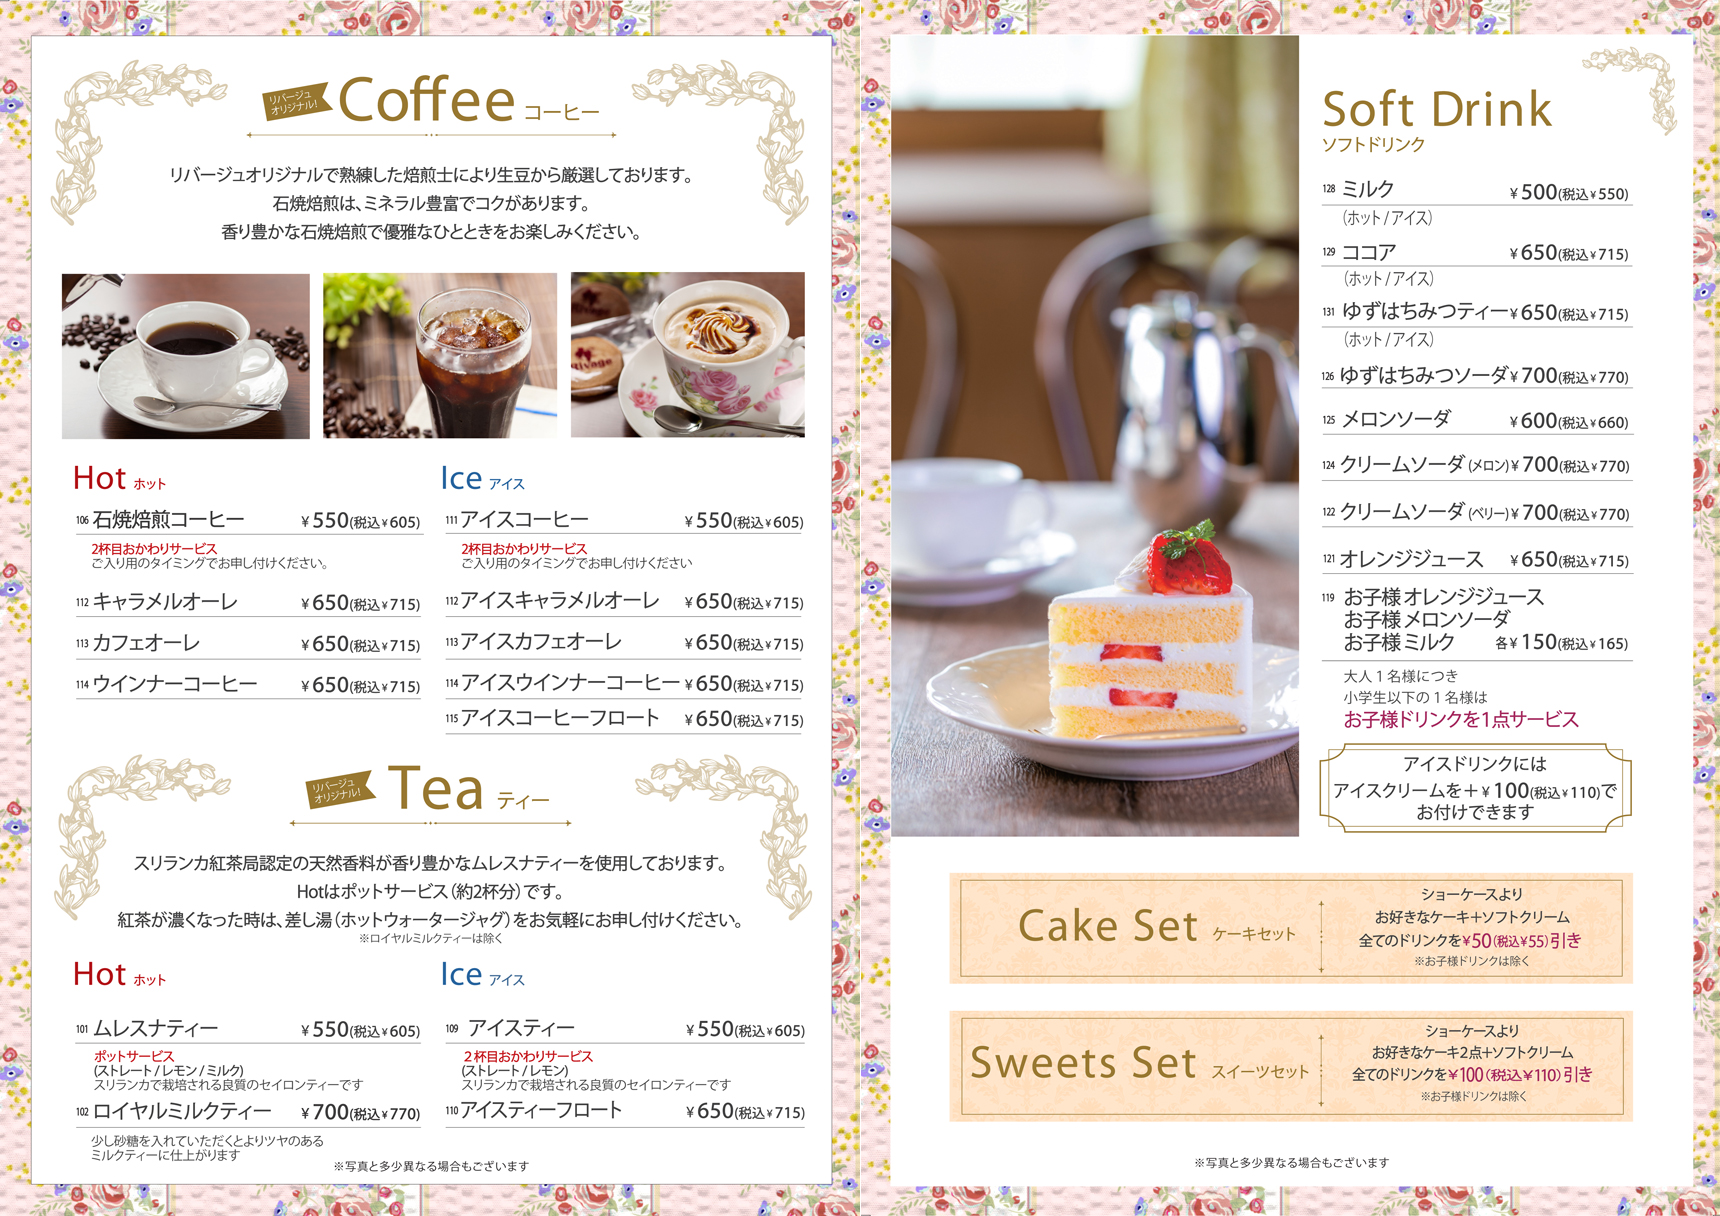 リバージュ
オリジナル!
Coffee コーヒー
リバージュオリジナルで熟練した焙煎士により生豆から厳選しております。
石焼焙煎は、ミネラル豊富でコクがあります。
香り豊かな石焼焙煎で優雅なひとときをお楽しみください。
Rivage
Hot ホット
106 石焼焙煎コーヒー ¥550(税込¥605)
2杯目おかわりサービス
ご入り用のタイミングでお申し付けください。
112 キャラメルオーレ ¥650(税込¥715)
113 カフェオーレ ¥650(税込¥715)
114 ウインナーコーヒー ¥650(税込¥715)
Ice アイス
111 アイスコーヒー ¥550(税込¥605)
2杯目おかわりサービス
ご入り用のタイミングでお申し付けください
112 アイスキャラメルオーレ ¥650(税込¥715)
113 アイスカフェオーレ ¥650(税込¥715)
114 アイスウインナーコーヒー ¥650(税込¥715)
115 アイスコーヒーフロート ¥650(税込¥715)
リバージュ
オリジナル!
Tea ティー
スリランカ紅茶局認定の天然香料が香り豊かなムレスナティーを使用しております。
Hotはポットサービス(約2杯分)です。
紅茶が濃くなった時は、差し湯(ホットウォータージャグ)をお気軽にお申し付けください。
※ロイヤルミルクティーは除く
Hot ホット
101 ムレスナティー ¥550(税込¥605)
ポットサービス
(ストレート/レモン/ミルク)
スリランカで栽培される良質のセイロンティーです
102 ロイヤルミルクティー ¥700(税込¥770)
少し砂糖を入れていただくとよりツヤのある
ミルクティーに仕上がります
Ice アイス
109 アイスティー ¥550(税込¥605)
2杯目おかわりサービス
(ストレート/レモン)
スリランカで栽培される良質のセイロンティーです
110 アイスティーフロート ¥650(税込¥715)
※写真と多少異なる場合もございます
Soft Drink
ソフトドリンク
128 ミルク ¥500(税込¥550)
(ホット/アイス)
129 ココア ¥650(税込¥715)
(ホット/アイス)
131 ゆずはちみつティー ¥650(税込¥715)
(ホット/アイス)
126 ゆずはちみつソーダ ¥700(税込¥770)
125 メロンソーダ ¥600(税込¥660)
124 クリームソーダ(メロン) ¥700(税込¥770)
122 クリームソーダ(ベリー) ¥700(税込¥770)
121 オレンジジュース ¥650(税込¥715)
119 お子様オレンジジュース
お子様メロンソーダ
お子様ミルク 各¥150(税込¥165)
大人1名様につき
小学生以下の1名様は
お子様ドリンクを1点サービス
アイスドリンクには
アイスクリームを+¥100(税込¥110)で
お付けできます
Cake Set ケーキセット
ショーケースより
お好きなケーキ+ソフトクリーム
全てのドリンクを¥50(税込¥55)引き
※お子様ドリンクは除く
Sweets Set スイーツセット
ショーケースより
お好きなケーキ2点+ソフトクリーム
全てのドリンクを¥100(税込¥110)引き
※お子様ドリンクは除く
※写真と多少異なる場合もございます